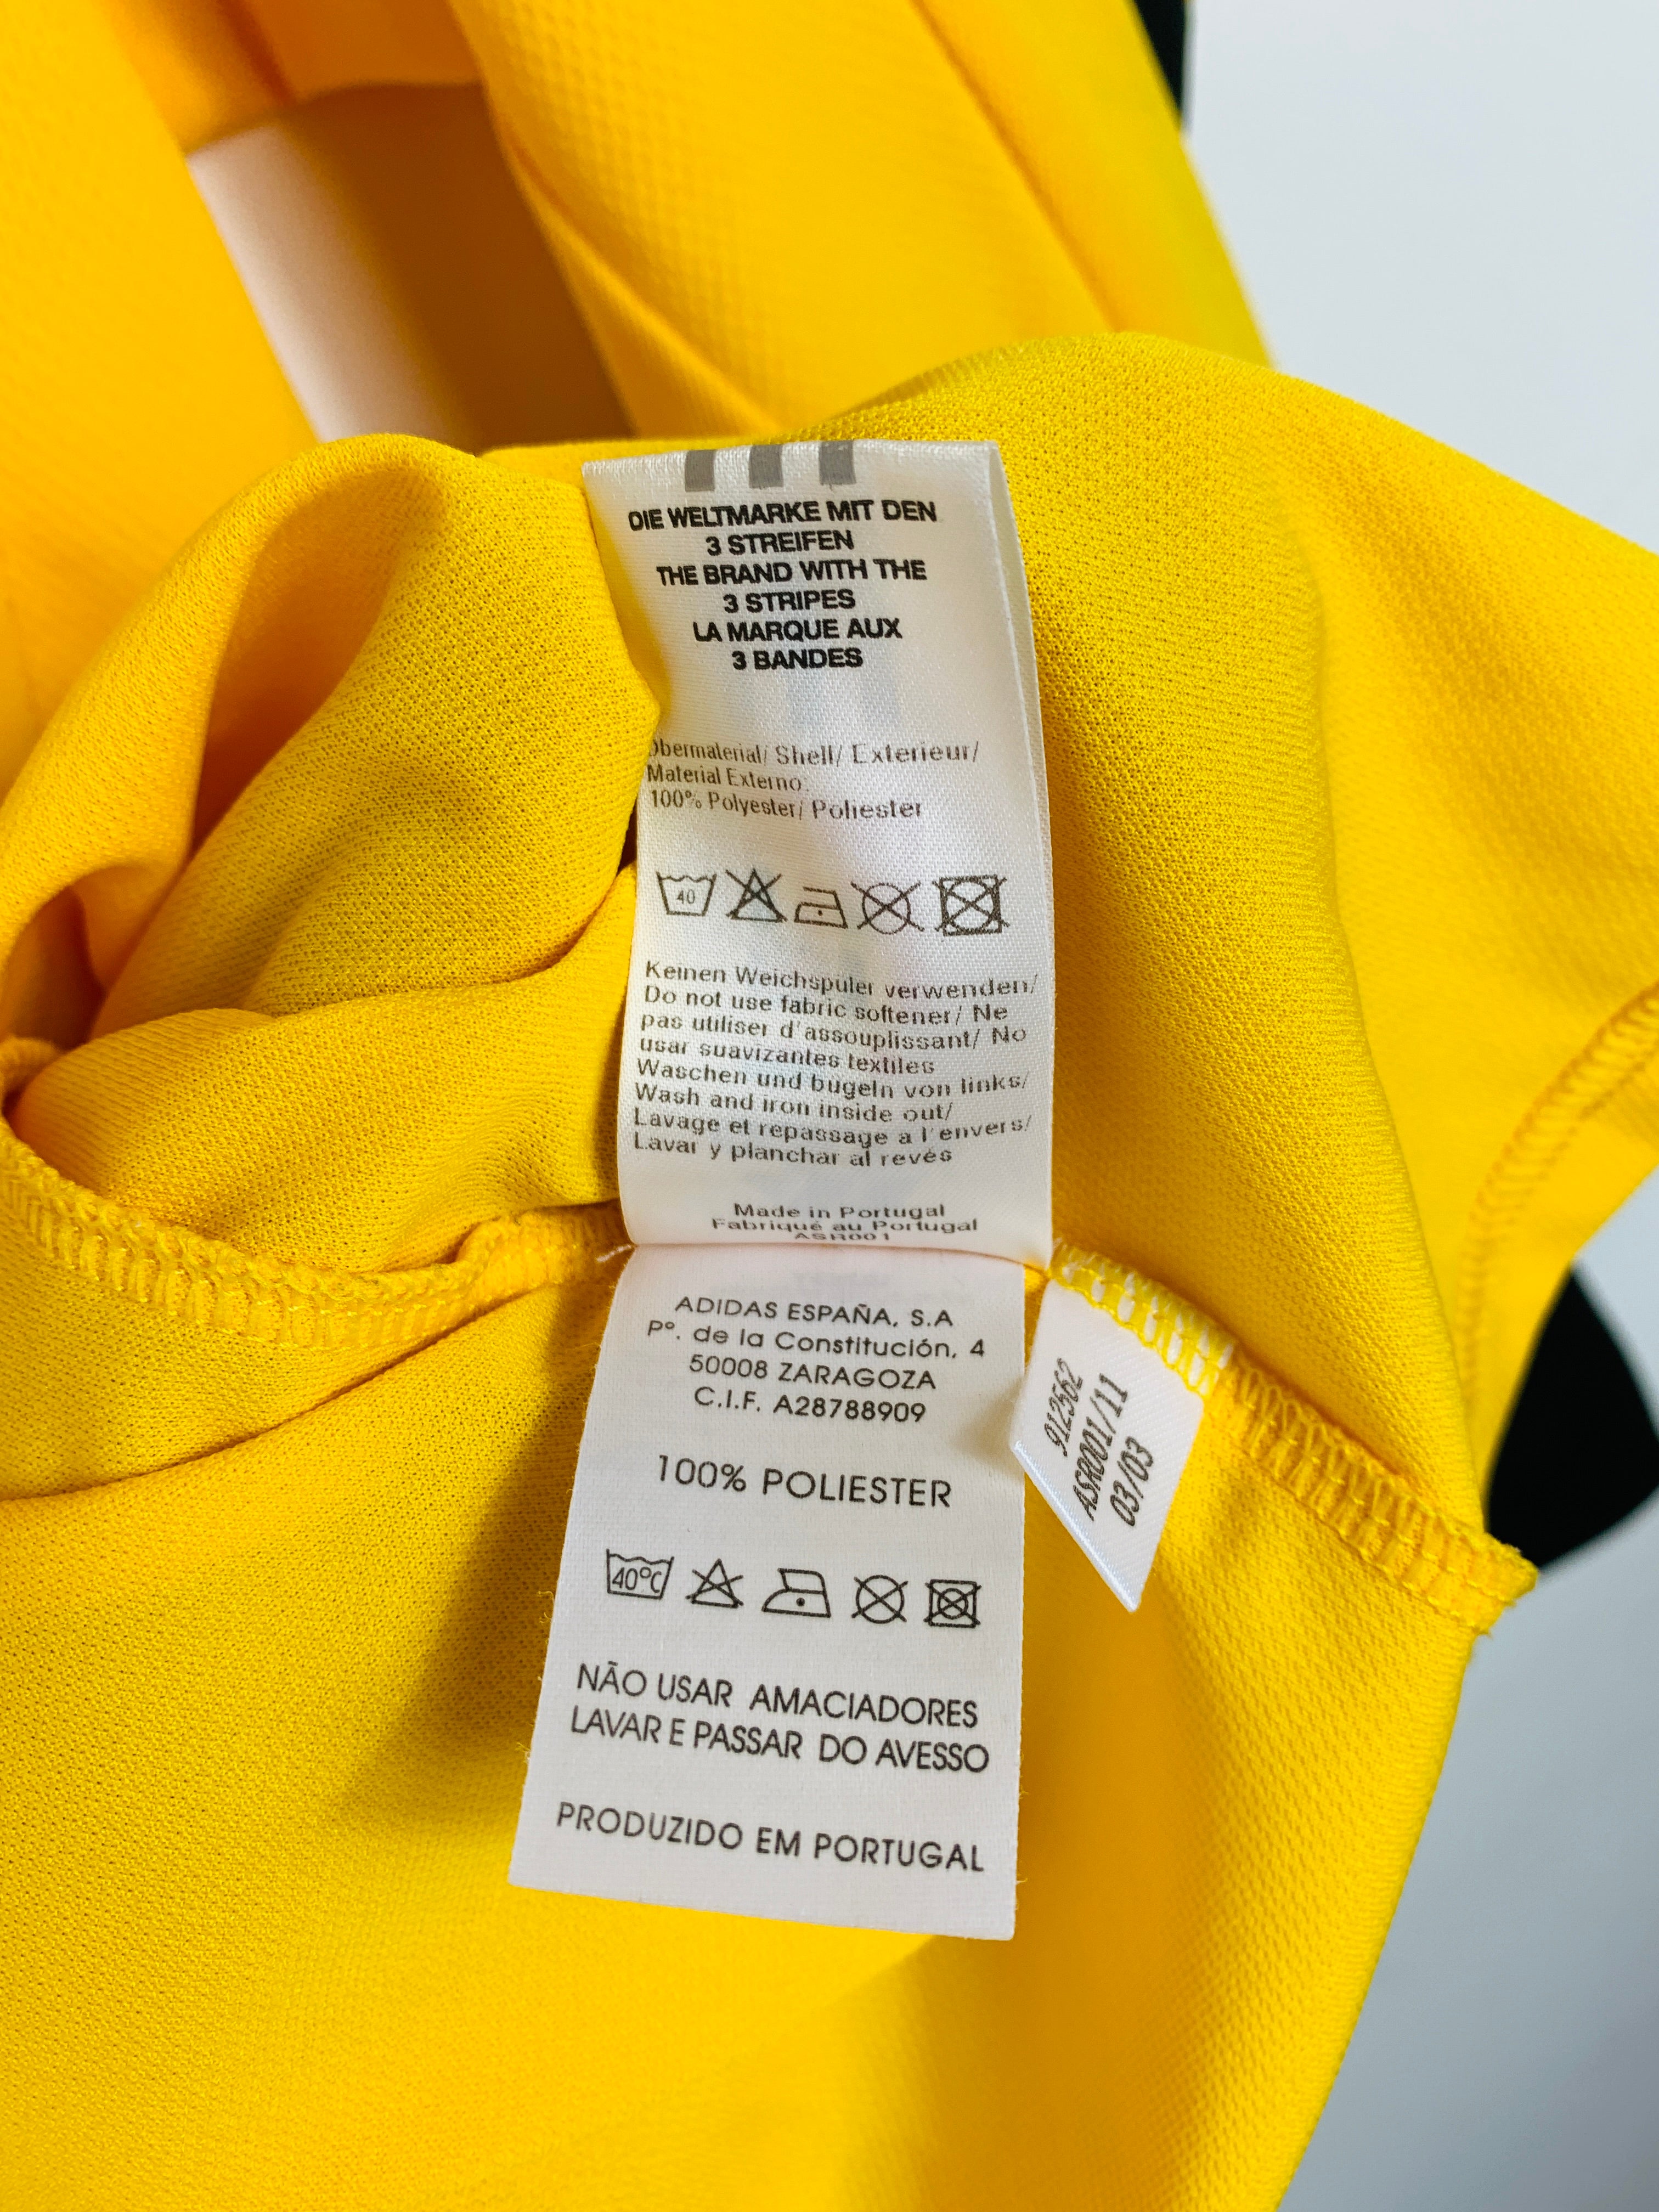 DIE WELTMARKE MIT DEN
3 STREIFEN
THE BRAND WITH THE
3 STRIPES
LA MARQUE AUX
3 BANDES
Obermaterial/ Shell/ Exterieur/
Material Externo:
100% Polyester/ Poliester
40
Keinen Weichspüler verwenden/
Do not use fabric softener/ Ne
pas utiliser d'assouplissant/ No
usar suavizantes textiles
Waschen und bügeln von links/
Wash and iron inside out/
Lavage et repassage a l'envers/
Lavar y planchar al revés
Made in Portugal
Fabriqué au Portugal
ASR001
ADIDAS ESPAÑA, S.A
Pº. de la Constitución, 4
50008 ZARAGOZA
C.I.F. A28788909
100% POLIESTER
40ºC
NÃO USAR AMACIADORES
LAVAR E PASSAR DO AVESSO
PRODUZIDO EM PORTUGAL
912562
ASR001/11
03/03